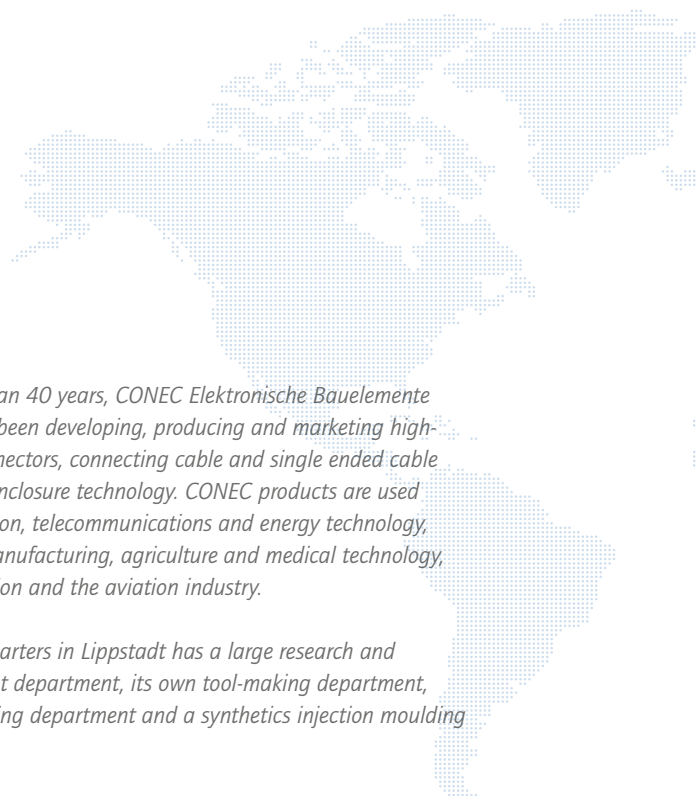 an 40 years, CONEC Elektronische Bauelemente
been developing, producing and marketing high-
nectors, connecting cable and single ended cable
nclosure technology. CONEC products are used
on, telecommunications and energy technology,
anufacturing, agriculture and medical technology,
on and the aviation industry.
arters in Lippstadt has a large research and
t department, its own tool-making department,
ing department and a synthetics injection moulding